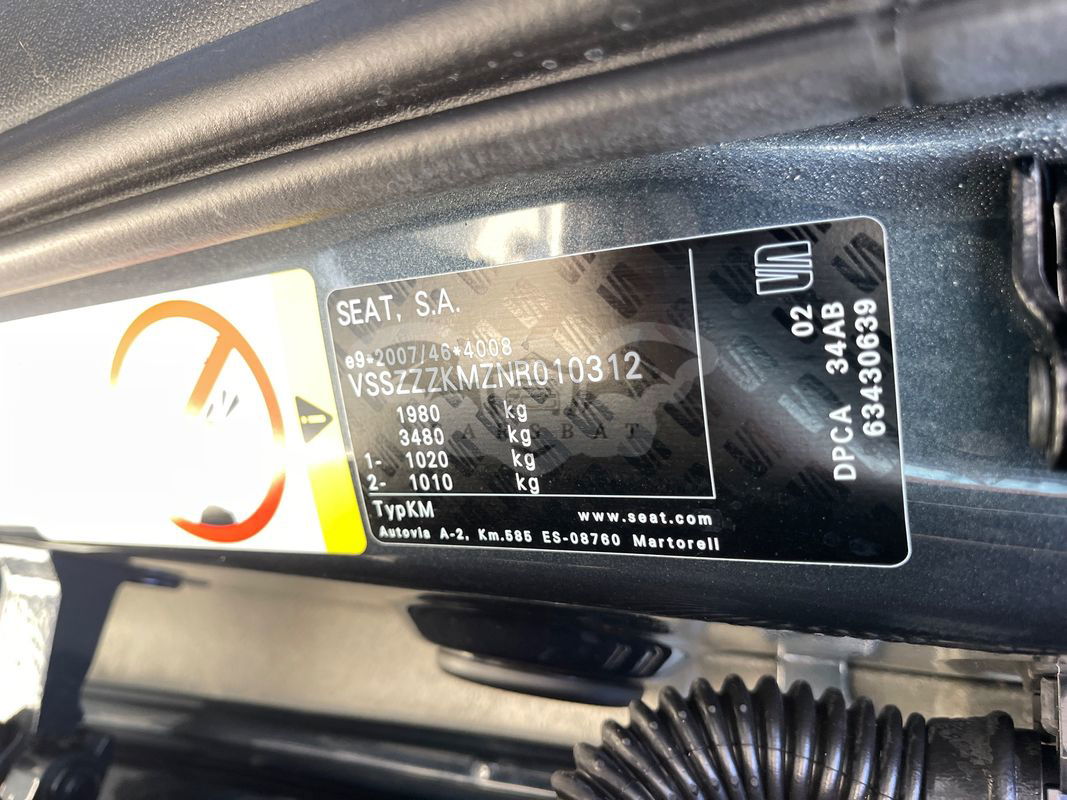 SEAT, S.A.
e9*2007/46*4008
VSSZZZKMZNR010312
1980 kg
3480 kg
1- 1020 kg
2- 1010 kg
TypKM
www.seat.com
Autovia A-2, Km.585 ES-08760 Martorell
02
DPCA 34AB
63430639